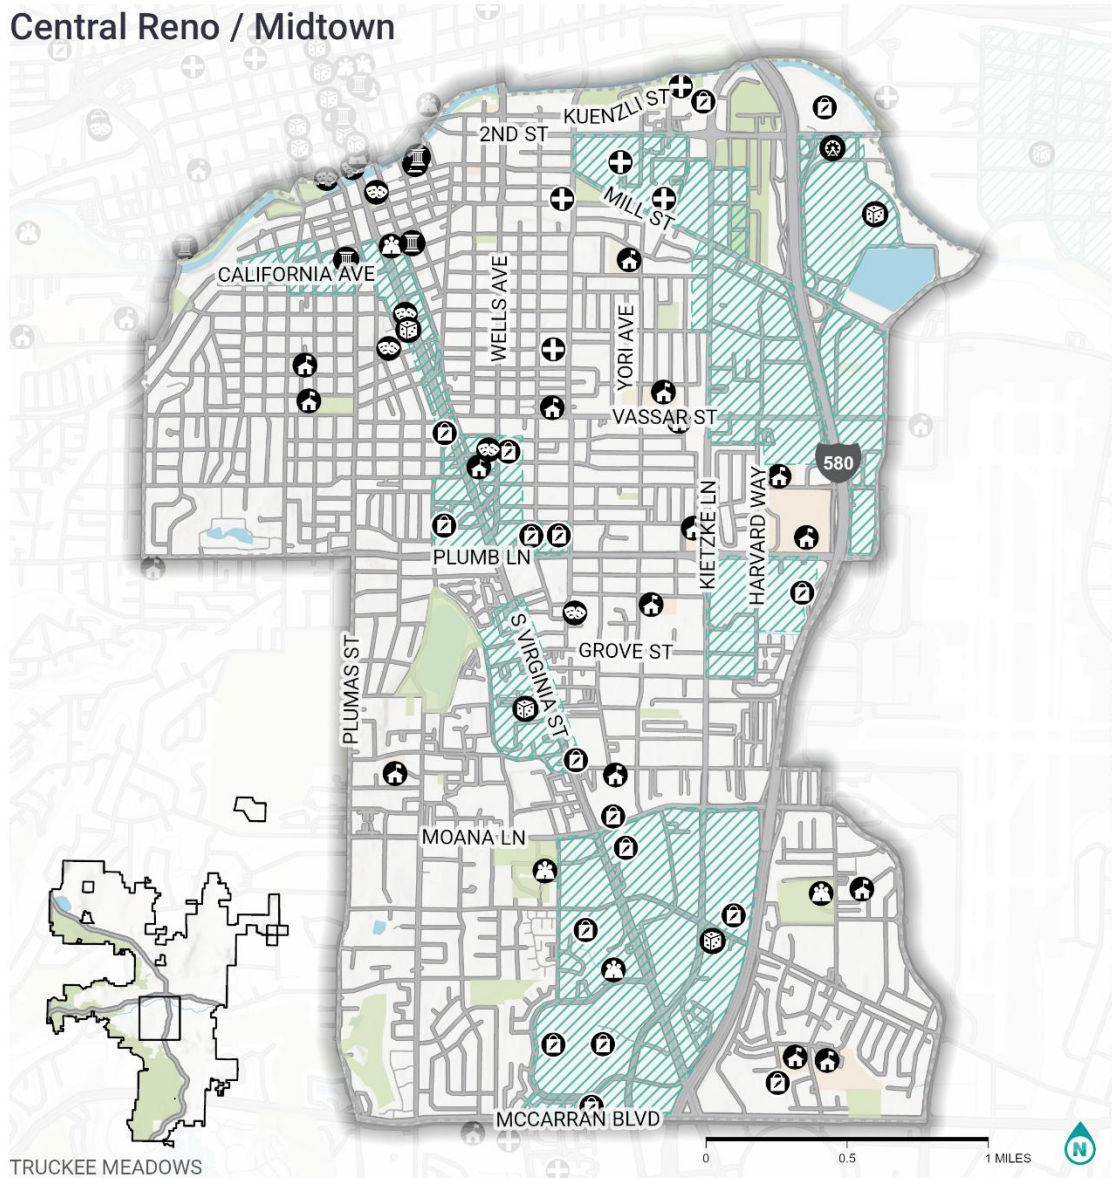 Central Reno / Midtown
KUENZLI ST
2ND ST
MILL ST
CALIFORNIA AVE
WELLS AVE
YORI AVE
VASSAR ST
580
KIETZKE LN
HARVARD WAY
PLUMB LN
S VIRGINIA ST
GROVE ST
PLUMAS ST
MOANA LN
MCCARRAN BLVD
0 0.5 1 MILES
N
TRUCKEE MEADOWS